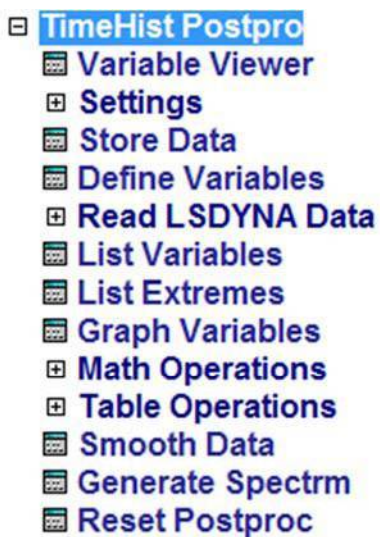 TimeHist Postpro
Variable Viewer
Settings
Store Data
Define Variables
Read LSDYNA Data
List Variables
List Extremes
Graph Variables
Math Operations
Table Operations
Smooth Data
Generate Spectrm
Reset Postproc